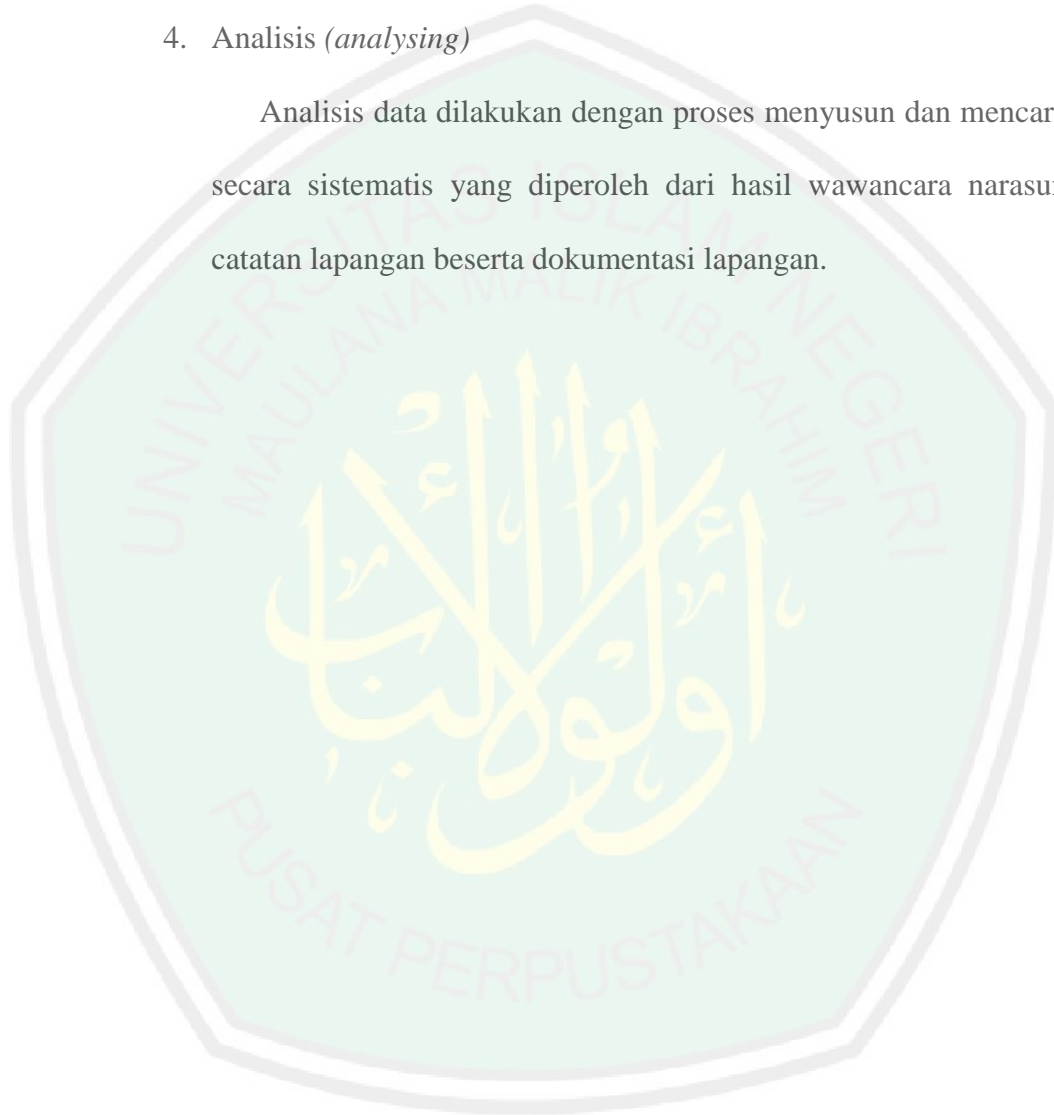 4. Analisis (analysing)
Analisis data dilakukan dengan proses menyusun dan mencar
secara sistematis yang diperoleh dari hasil wawancara
catatan lapangan beserta dokumentasi lapangan.
UNIVERSITAS ISLAM NEGERI
MAULANA MALIK IBRAHIM
PUSAT PERPUSTAKAAN